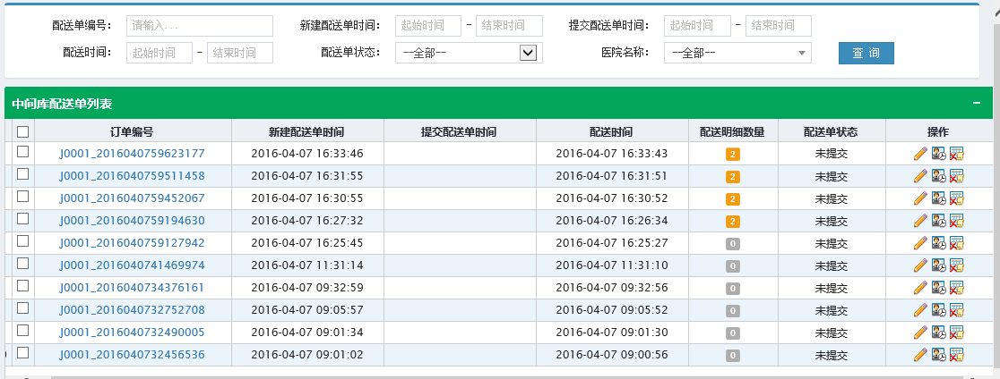 配送单编号： 请输入... 新建配送单时间： 起始时间 - 结束时间 提交配送单时间： 起始时间 - 结束时间
配送时间： 起始时间 - 结束时间 配送单状态： --全部-- 医院名称： --全部-- 查 询
中间库配送单列表
订单编号 新建配送单时间 提交配送单时间 配送时间 配送明细数量 配送单状态 操作
J0001_2016040759623177 2016-04-07 16:33:46 2016-04-07 16:33:43 2 未提交
J0001_2016040759511458 2016-04-07 16:31:55 2016-04-07 16:31:51 2 未提交
J0001_2016040759452067 2016-04-07 16:30:55 2016-04-07 16:30:52 2 未提交
J0001_2016040759194630 2016-04-07 16:27:32 2016-04-07 16:26:34 2 未提交
J0001_2016040759127942 2016-04-07 16:25:45 2016-04-07 16:25:27 0 未提交
J0001_2016040741469974 2016-04-07 11:31:14 2016-04-07 11:31:10 0 未提交
J0001_2016040734376161 2016-04-07 09:32:59 2016-04-07 09:32:56 0 未提交
J0001_2016040732752708 2016-04-07 09:05:57 2016-04-07 09:05:52 0 未提交
J0001_2016040732490005 2016-04-07 09:01:34 2016-04-07 09:01:30 0 未提交
J0001_2016040732456536 2016-04-07 09:01:02 2016-04-07 09:00:56 0 未提交